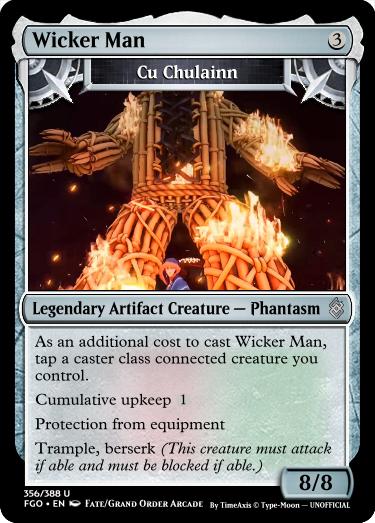 Wicker Man 3
Cu Chulainn
Legendary Artifact Creature — Phantasm
As an additional cost to cast Wicker Man,
tap a caster class connected creature you
control.
Cumulative upkeep 1
Protection from equipment
Trample, berserk (This creature must attack
if able and must be blocked if able.)
8/8
356/388 U
FGO • EN Fate/Grand Order Arcade By TimeAxis © Type-Moon — UNOFFICIAL